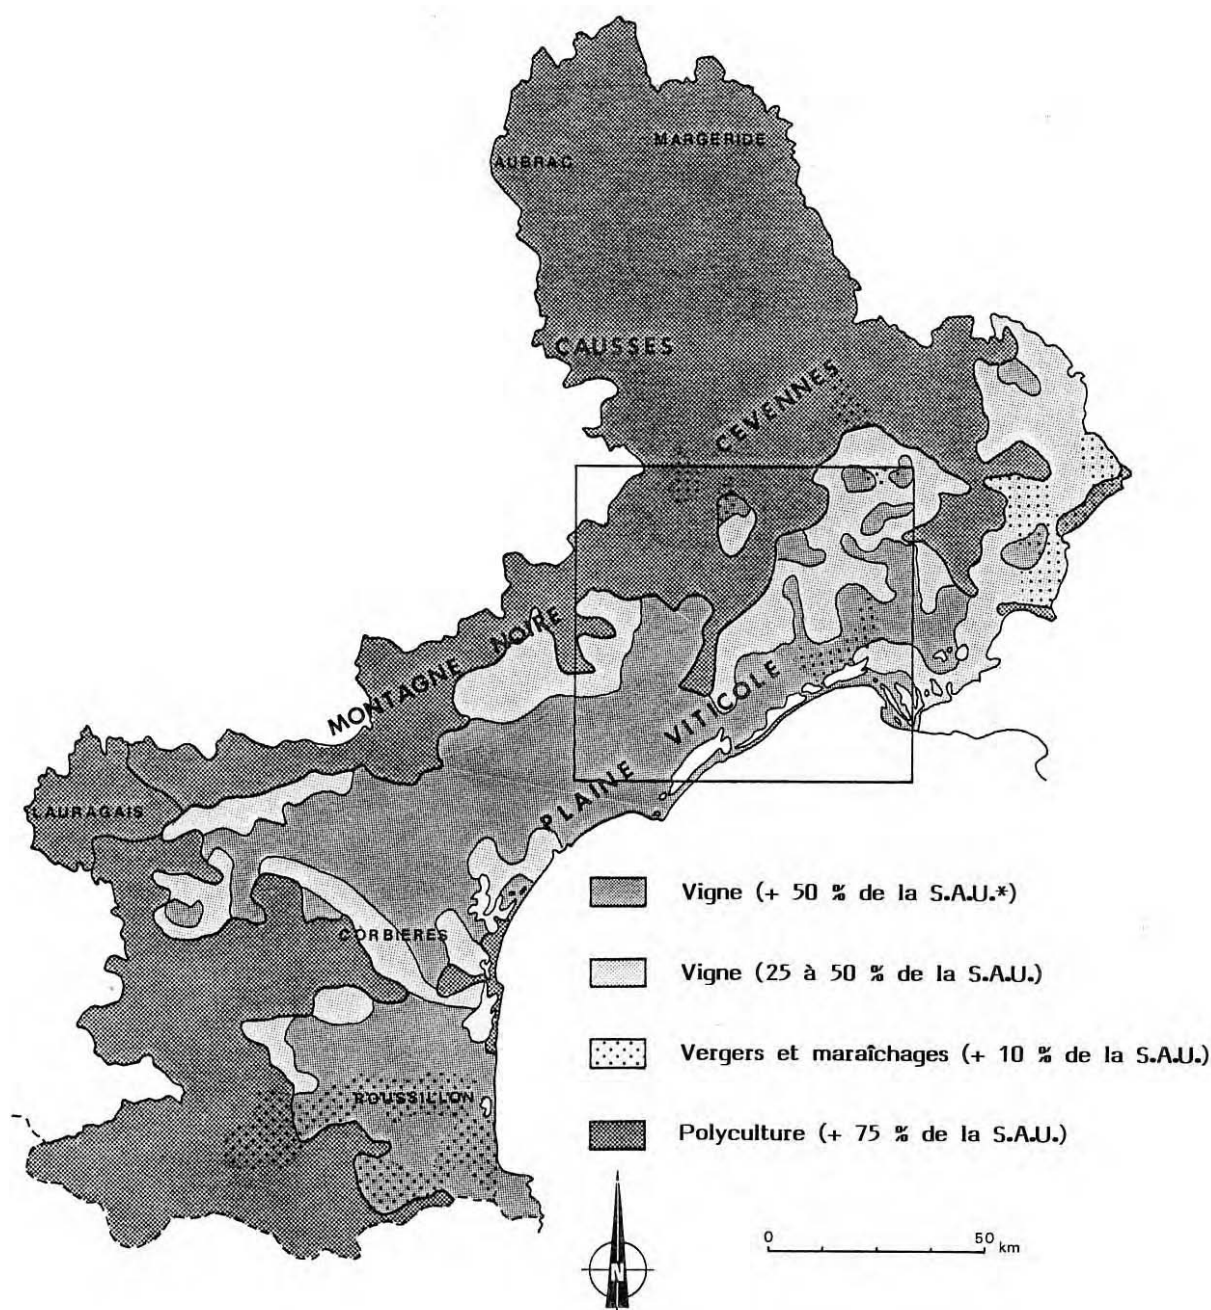 MARGERIDE
AUBRAC
CAUSSES
CEVENNES
MONTAGNE NOIRE
PLAINE VITICOLE
LAURAGAIS
CORBIERES
ROUSSILLON
Vigne (+ 50 % de la S.A.U.*)
Vigne (25 à 50 % de la S.A.U.)
Vergers et maraîchages (+ 10 % de la S.A.U.)
Polyculture (+ 75 % de la S.A.U.)
N
0 50 km